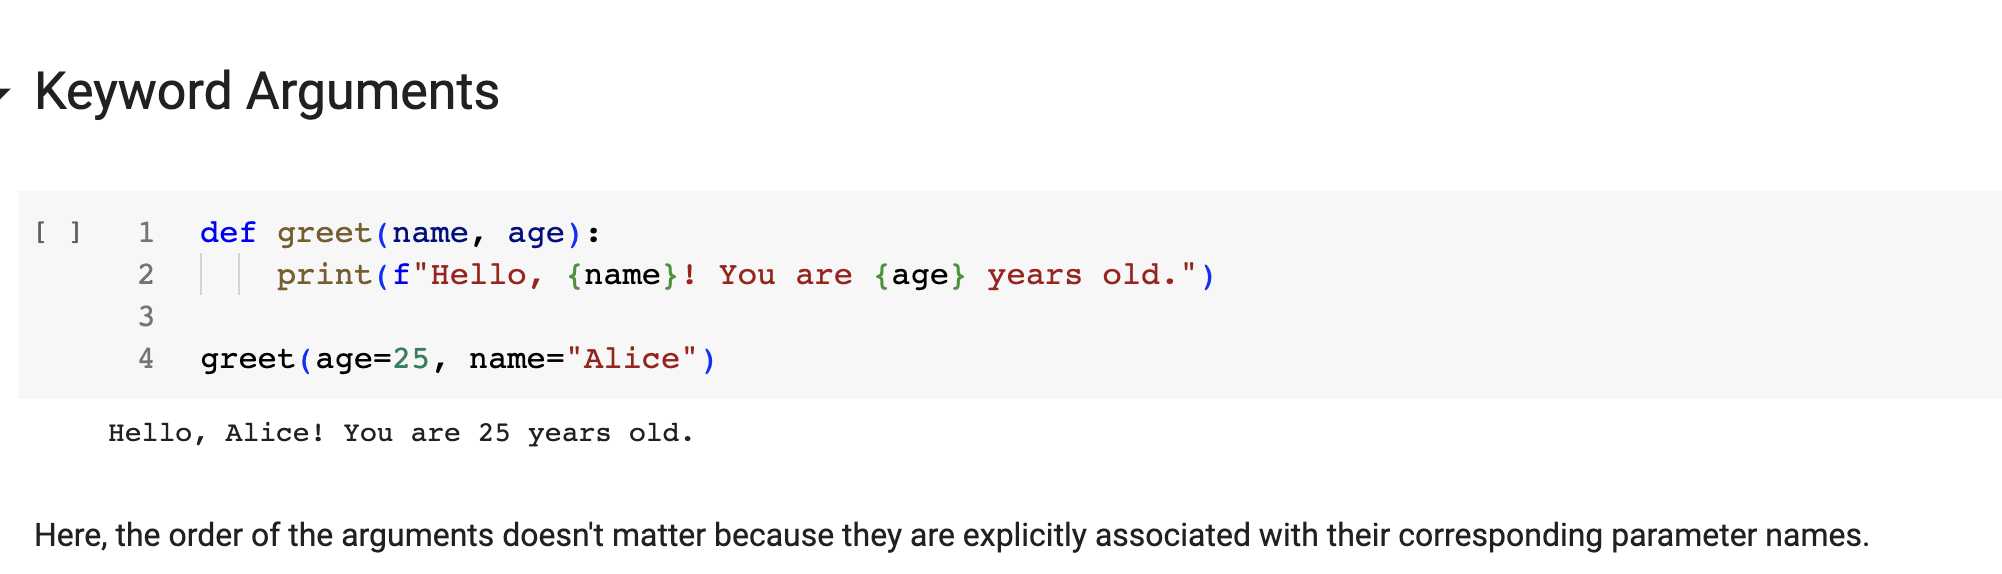 Keyword Arguments
[ ] 1 def greet(name, age):
2 print(f"Hello, {name}! You are {age} years old.")
3
4 greet(age=25, name="Alice")
Hello, Alice! You are 25 years old.
Here, the order of the arguments doesn't matter because they are explicitly associated with their corresponding parameter names.